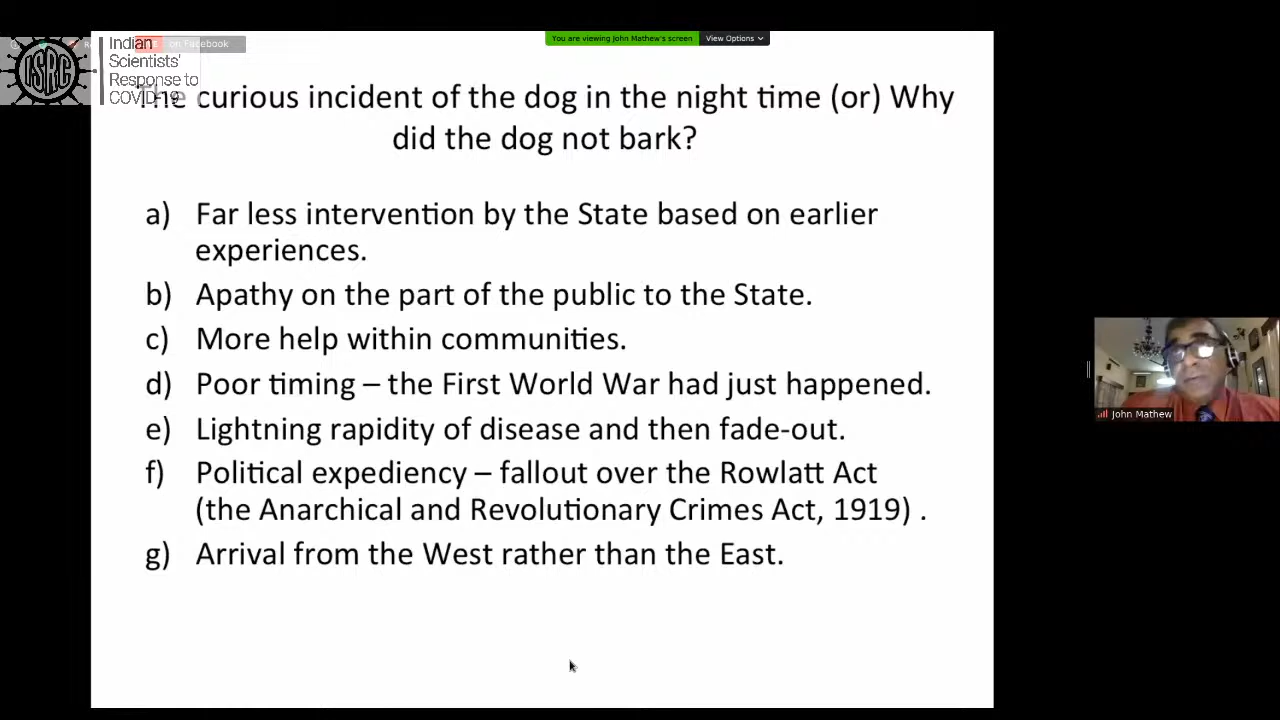 You are viewing John Mathew's screen
View Options
on Facebook
ISRC
Indian
Scientists'
Response to
COVID-19
The curious incident of the dog in the night time (or) Why
did the dog not bark?
a) Far less intervention by the State based on earlier
experiences.
b) Apathy on the part of the public to the State.
c) More help within communities.
d) Poor timing – the First World War had just happened.
e) Lightning rapidity of disease and then fade-out.
f) Political expediency – fallout over the Rowlatt Act
(the Anarchical and Revolutionary Crimes Act, 1919) .
g) Arrival from the West rather than the East.
John Mathew